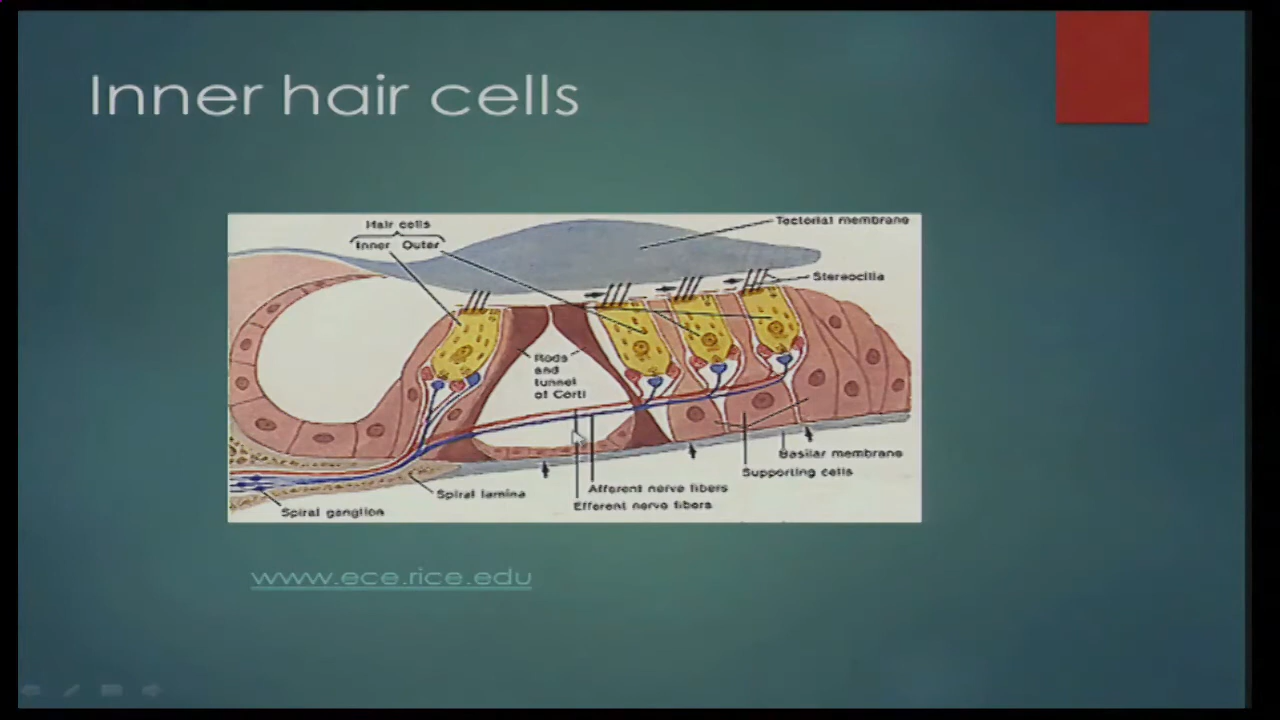 Inner hair cells
Hair cells
Inner Outer
Tectorial membrane
Stereocilia
Rods
and
tunnel
of Corti
Basilar membrane
Supporting cells
Afferent nerve fibers
Efferent nerve fibers
Spiral lamina
Spiral ganglion
www.ece.rice.edu